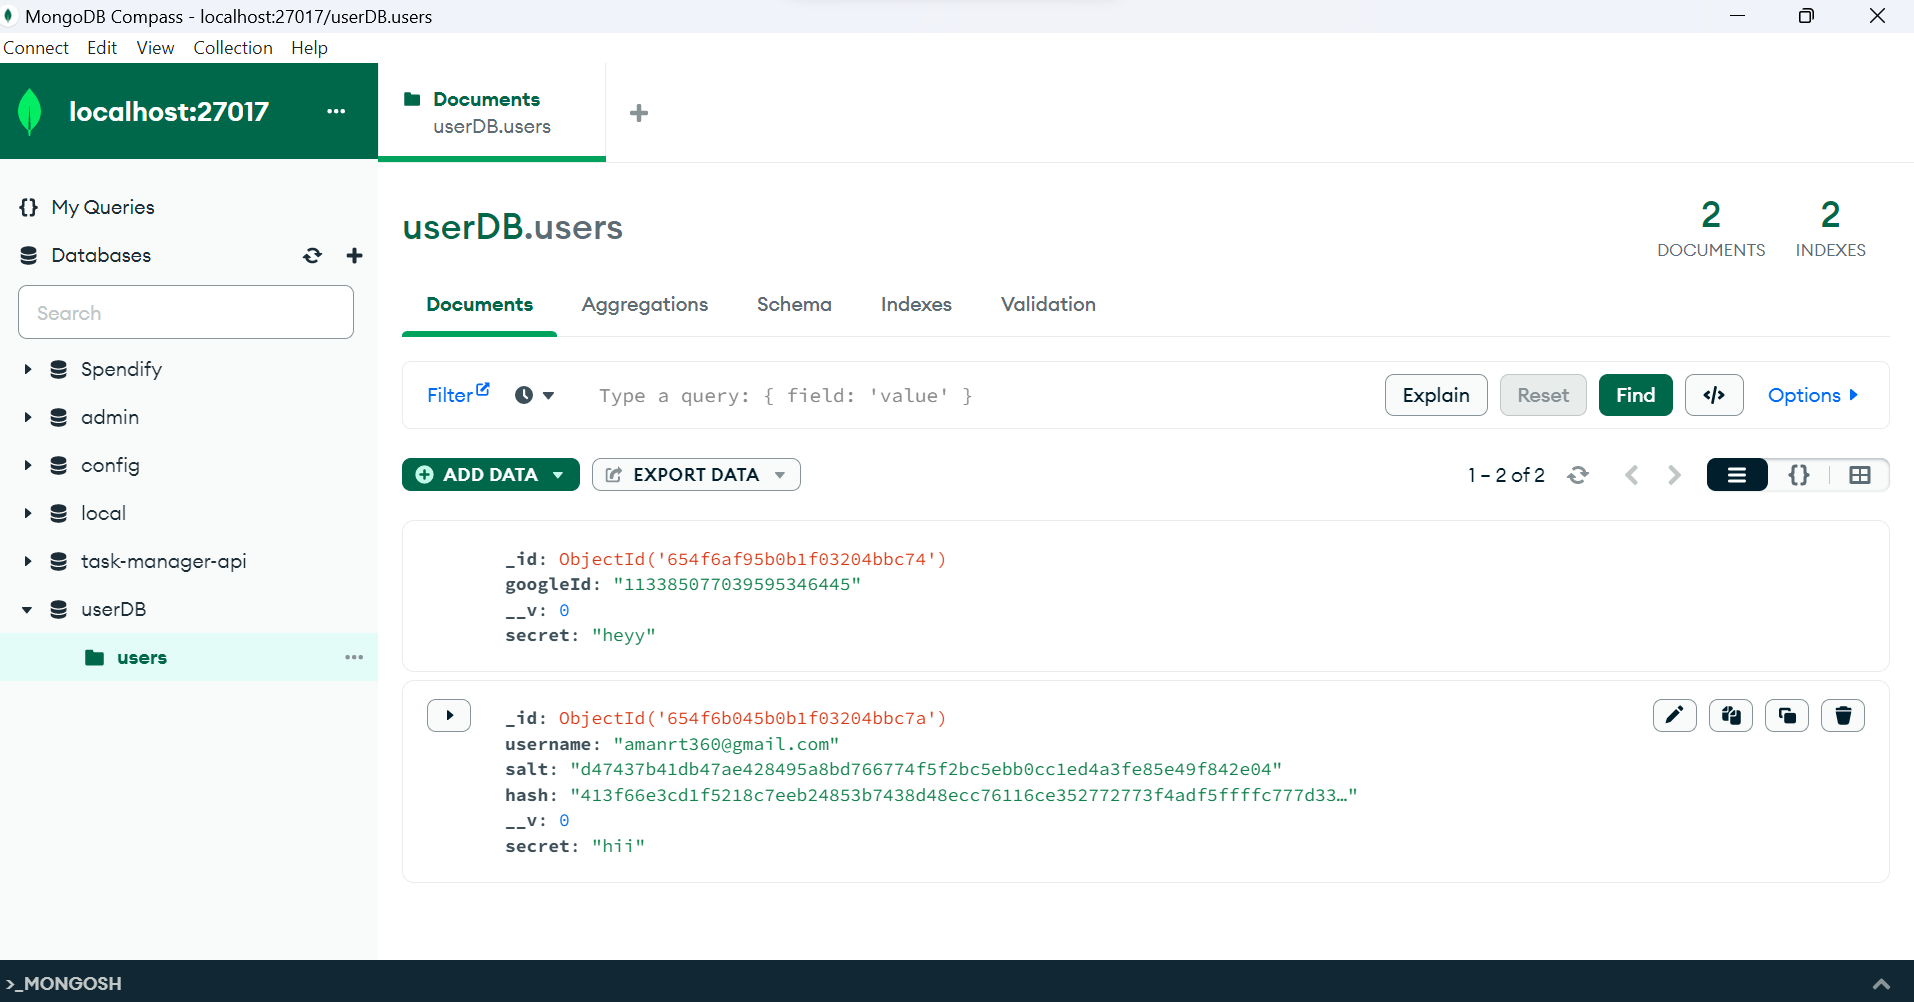 MongoDB Compass - localhost:27017/userDB.users
Connect Edit View Collection Help
localhost:27017 ...
Documents
userDB.users
+
{} My Queries
Databases
Search
Spendify
admin
config
local
task-manager-api
userDB
users ...
userDB.users
2
DOCUMENTS
2
INDEXES
Documents Aggregations Schema Indexes Validation
Filter Type a query: { field: 'value' } Explain Reset Find </> Options
ADD DATA EXPORT DATA 1 – 2 of 2 {}
_id: ObjectId('654f6af95b0b1f03204bbc74')
googleId: "113385077039595346445"
__v: 0
secret: "heyy"
_id: ObjectId('654f6b045b0b1f03204bbc7a')
username: "amanrt360@gmail.com"
salt: "d47437b41db47ae428495a8bd766774f5f2bc5ebb0cc1ed4a3fe85e49f842e04"
hash: "413f66e3cd1f5218c7eeb24853b7438d48ecc76116ce352772773f4adf5ffffc777d33…"
__v: 0
secret: "hii"
>_MONGOSH